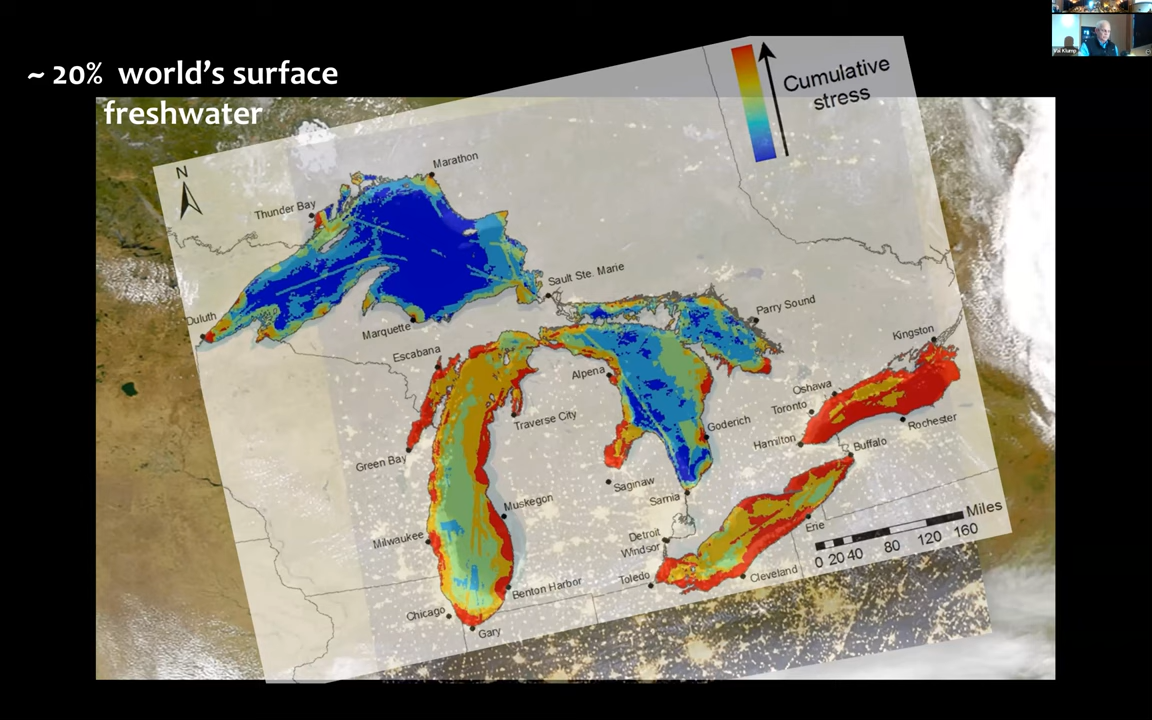 ~ 20% world's surface
freshwater
Cumulative
stress
N
Marathon
Thunder Bay
Sault Ste. Marie
Duluth
Marquette
Parry Sound
Kingston
Escabana
Alpena
Oshawa
Toronto
Traverse City
Goderich
Rochester
Hamilton
Buffalo
Green Bay
Saginaw
Sarnia
Muskegon
Miles
Milwaukee
Detroit
Windsor
Erie
0 20 40 80 120 160
Toledo
Cleveland
Benton Harbor
Chicago
Gary
Val Klump